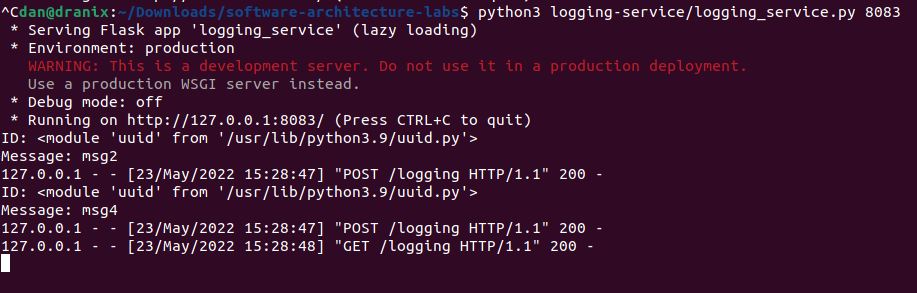 ^Cdan@dranix:~/Downloads/software-architecture-labs$ python3 logging-service/logging_service.py 8083
 * Serving Flask app 'logging_service' (lazy loading)
 * Environment: production
   WARNING: This is a development server. Do not use it in a production deployment.
   Use a production WSGI server instead.
 * Debug mode: off
 * Running on http://127.0.0.1:8083/ (Press CTRL+C to quit)
ID: <module 'uuid' from '/usr/lib/python3.9/uuid.py'>
Message: msg2
127.0.0.1 - - [23/May/2022 15:28:47] "POST /logging HTTP/1.1" 200 -
ID: <module 'uuid' from '/usr/lib/python3.9/uuid.py'>
Message: msg4
127.0.0.1 - - [23/May/2022 15:28:47] "POST /logging HTTP/1.1" 200 -
127.0.0.1 - - [23/May/2022 15:28:48] "GET /logging HTTP/1.1" 200 -